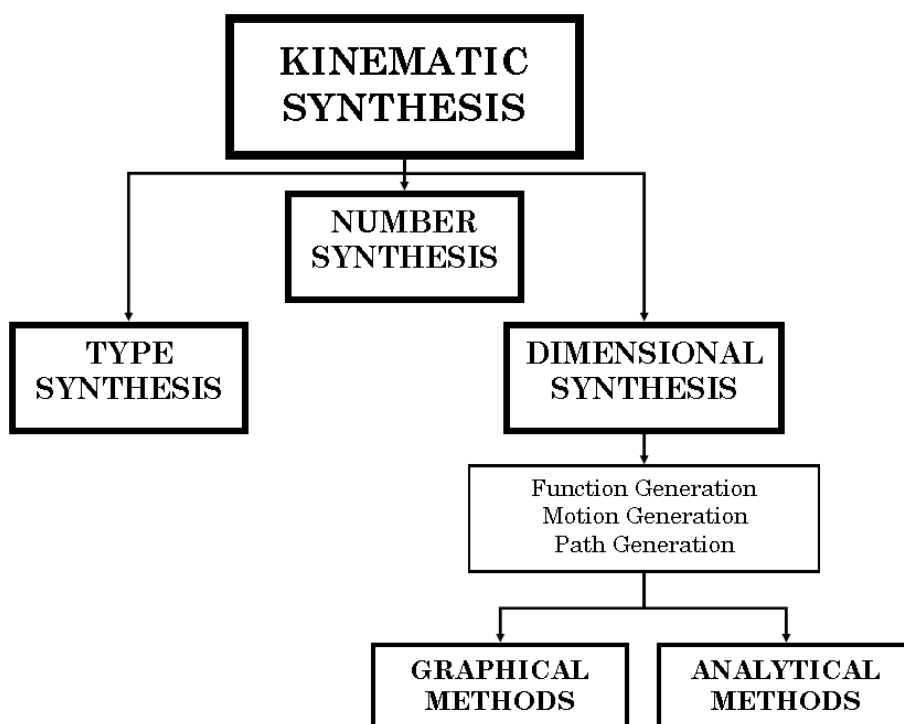 KINEMATIC
SYNTHESIS
NUMBER
SYNTHESIS
TYPE
SYNTHESIS
DIMENSIONAL
SYNTHESIS
Function Generation
Motion Generation
Path Generation
GRAPHICAL
METHODS
ANALYTICAL
METHODS